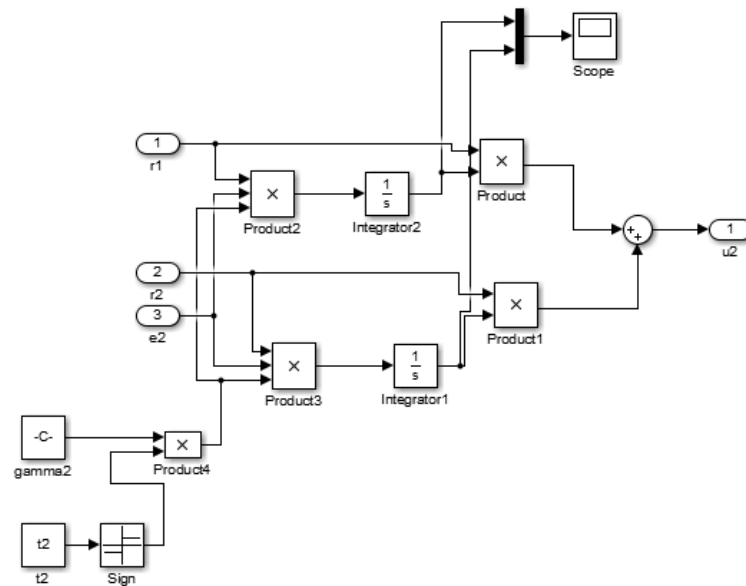 Scope
1
r1
×
Product2
1
s
Integrator2
×
Product
+
+
1
u2
2
r2
3
e2
×
Product3
1
s
Integrator1
×
Product1
-C-
gamma2
×
Product4
t2
t2
Sign